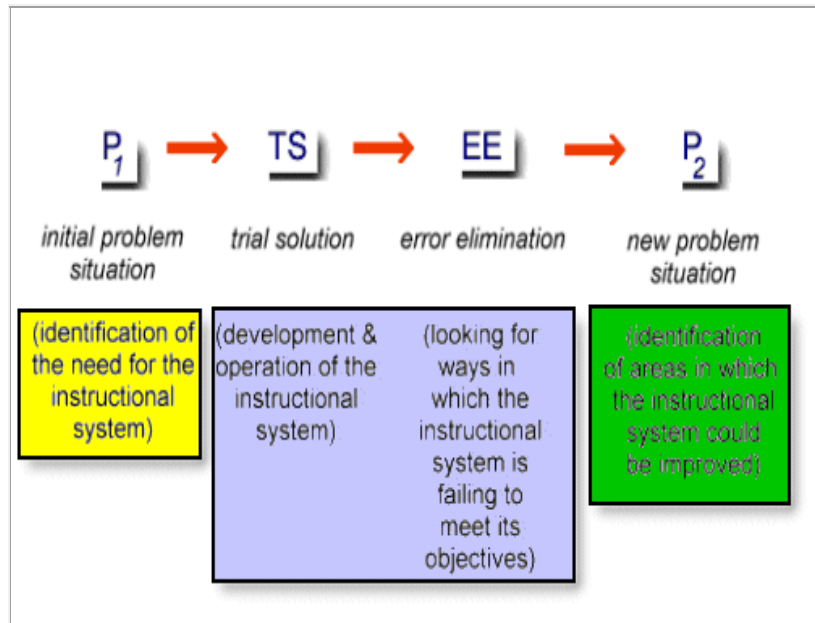 P1 TS EE P2
initial problem
situation
trial solution
error elimination
new problem
situation
(identification of
the need for the
instructional
system)
(development &
operation of the
instructional
system)
(looking for
ways in
which the
instructional
system is
failing to
meet its
objectives)
(identification
of areas in which
the instructional
system could
be improved)